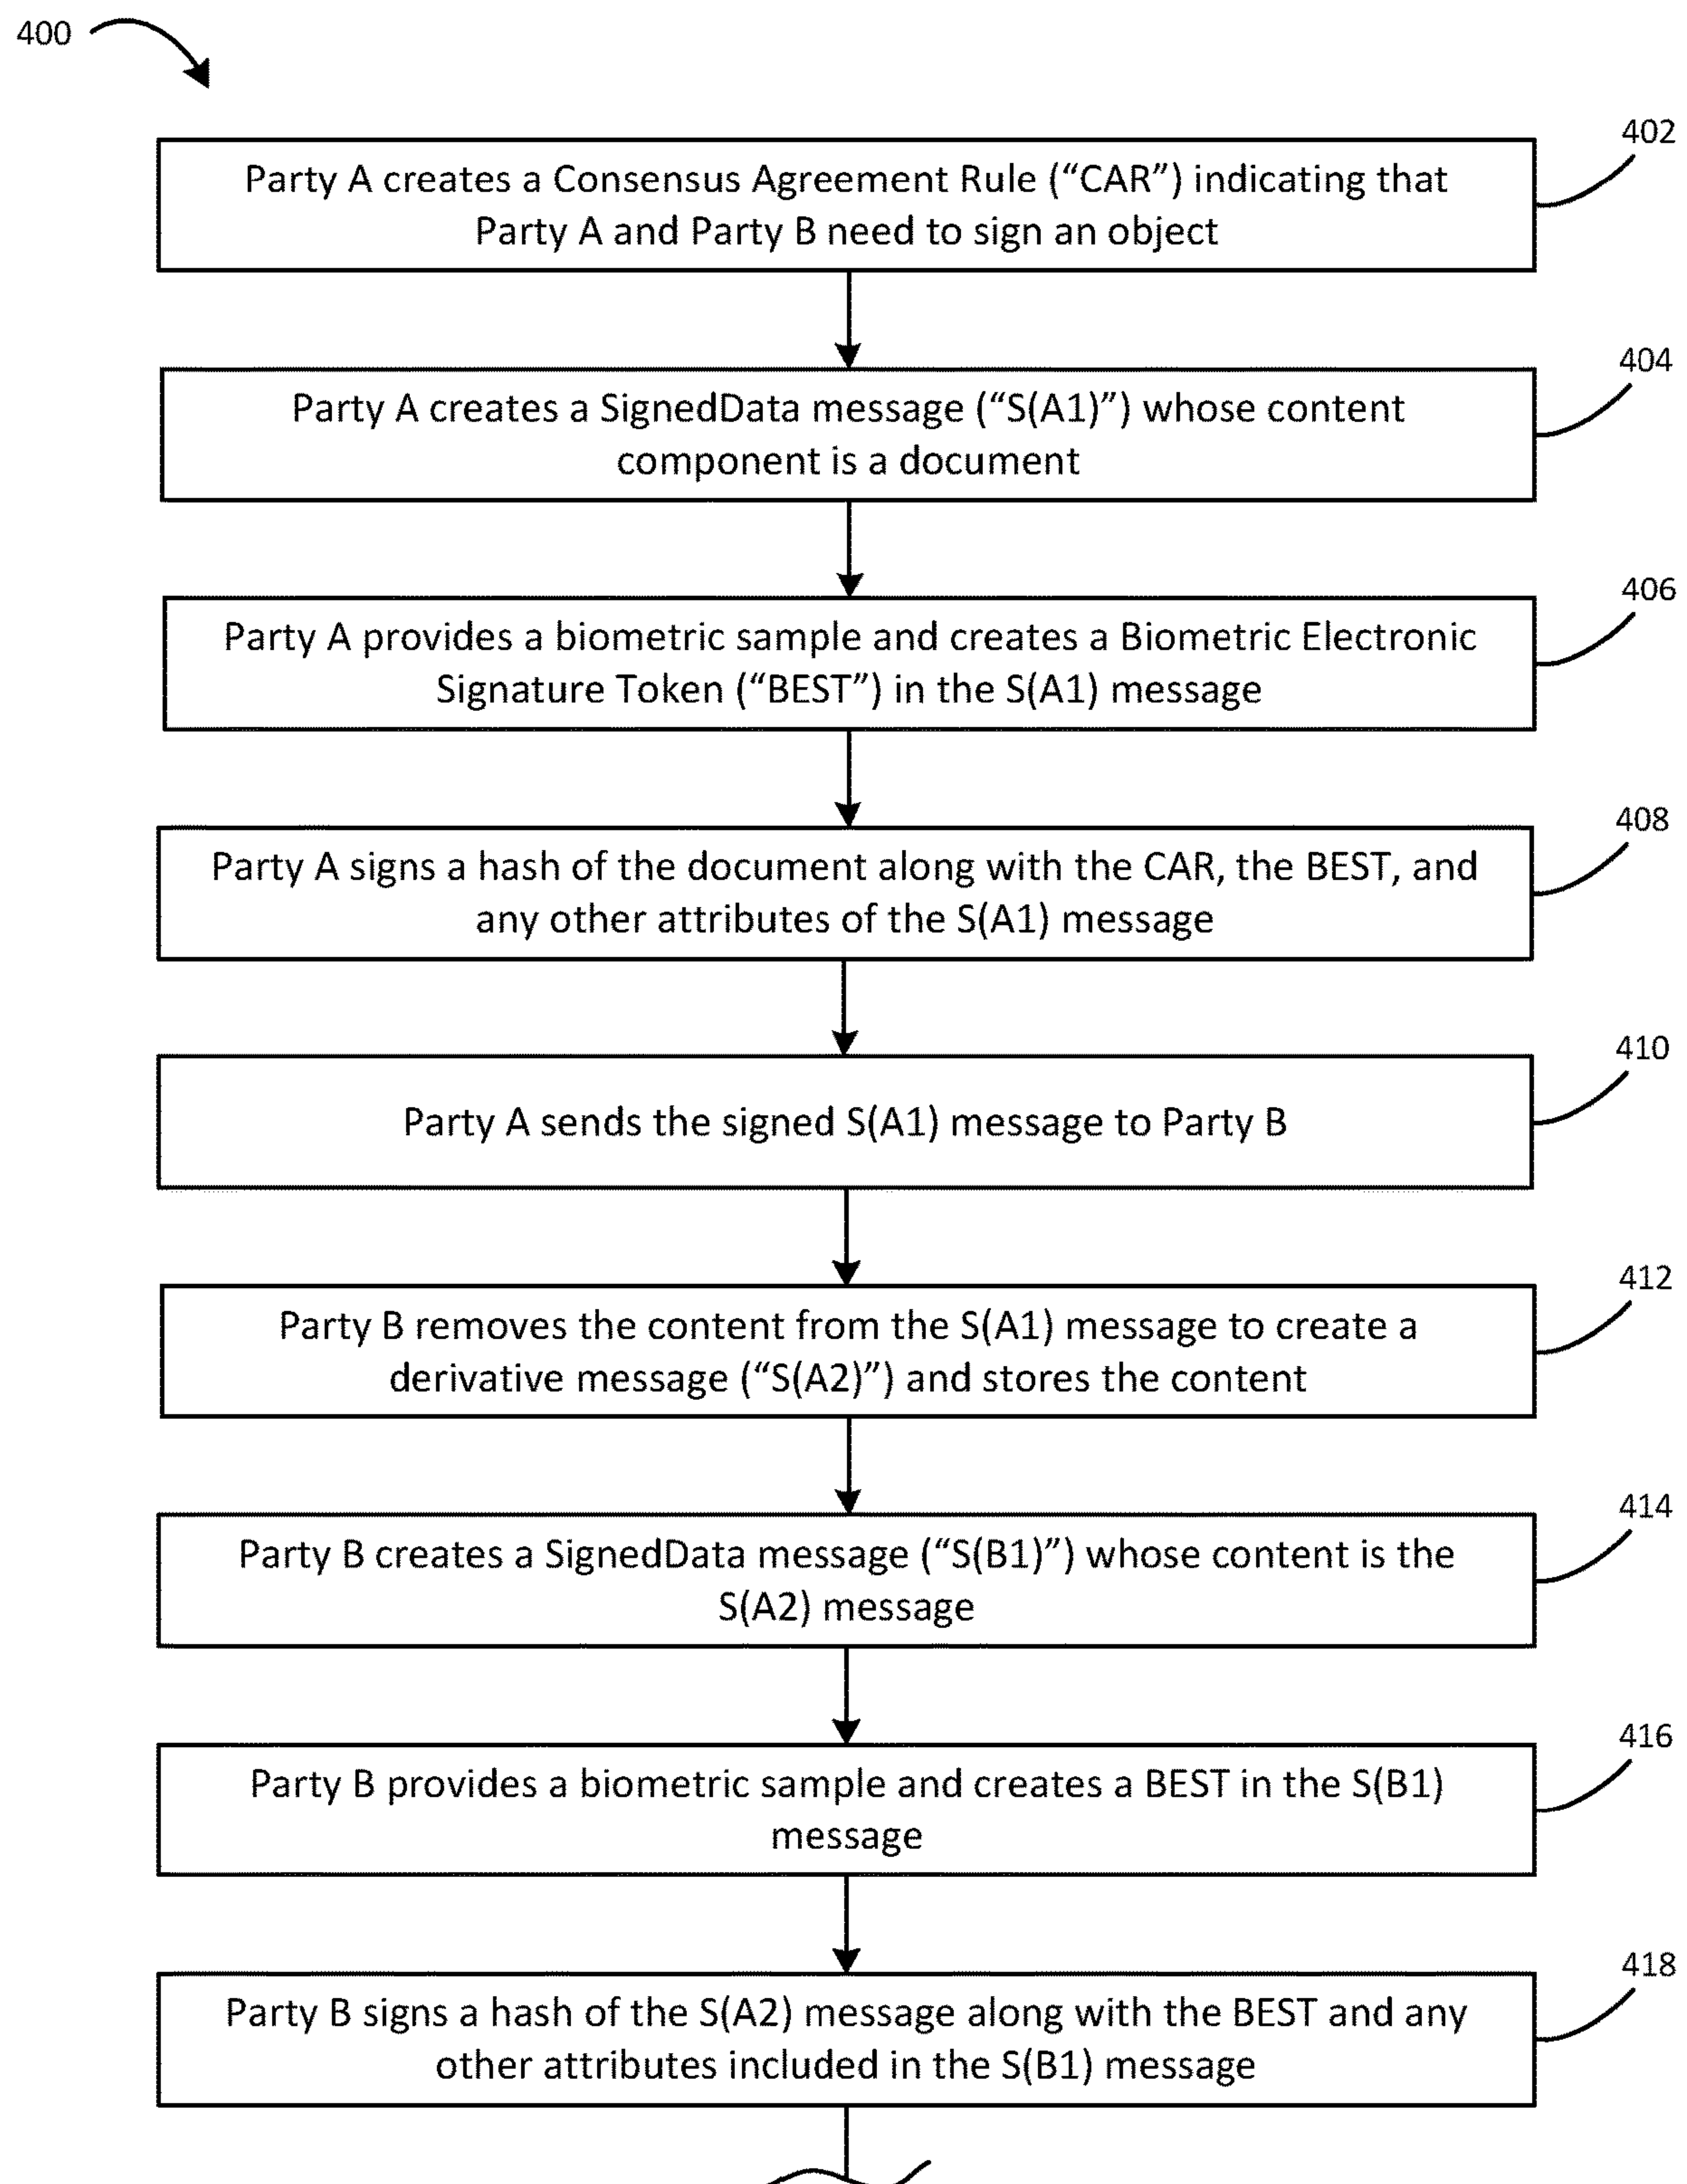 400
402
Party A creates a Consensus Agreement Rule (“CAR”) indicating that
Party A and Party B need to sign an object
404
Party A creates a SignedData message (“S(A1)”) whose content
component is a document
406
Party A provides a biometric sample and creates a Biometric Electronic
Signature Token (“BEST”) in the S(A1) message
408
Party A signs a hash of the document along with the CAR, the BEST, and
any other attributes of the S(A1) message
410
Party A sends the signed S(A1) message to Party B
412
Party B removes the content from the S(A1) message to create a
derivative message (“S(A2)”) and stores the content
414
Party B creates a SignedData message (“S(B1)”) whose content is the
S(A2) message
416
Party B provides a biometric sample and creates a BEST in the S(B1)
message
418
Party B signs a hash of the S(A2) message along with the BEST and any
other attributes included in the S(B1) message